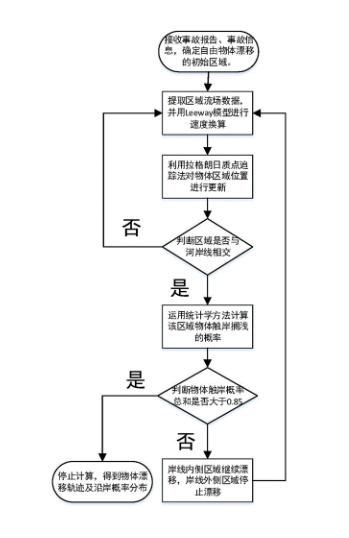 接收事故报告、事故信
息，确定自由物体漂移
的初始区域。
提取区域流场数据，
并用Leeway模型进行
速度换算
利用拉格朗日质点追
踪法对物体区域位置
进行更新
判断区域是否与
河岸线相交
否
是
运用统计学方法计算
该区域物体触岸搁浅
的概率
判断物体触岸概率
总和是否大于0.85
是
否
停止计算，得到物体漂
移轨迹及沿岸概率分布
岸线内侧区域继续漂
移，岸线外侧区域停
止漂移